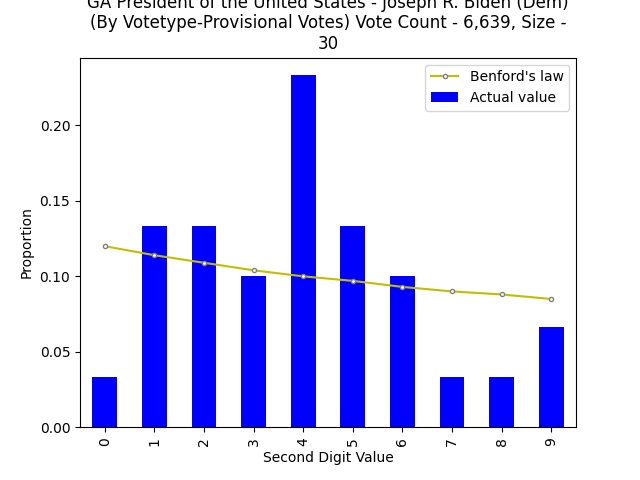 GA President of the United States - Joseph R. Biden (Dem)
(By Votetype-Provisional Votes) Vote Count - 6,639, Size -
30
Benford's law
Actual value
0.20
0.15
0.10
0.05
0.00
Proportion
0 1 2 3 4 5 6 7 8 9
Second Digit Value